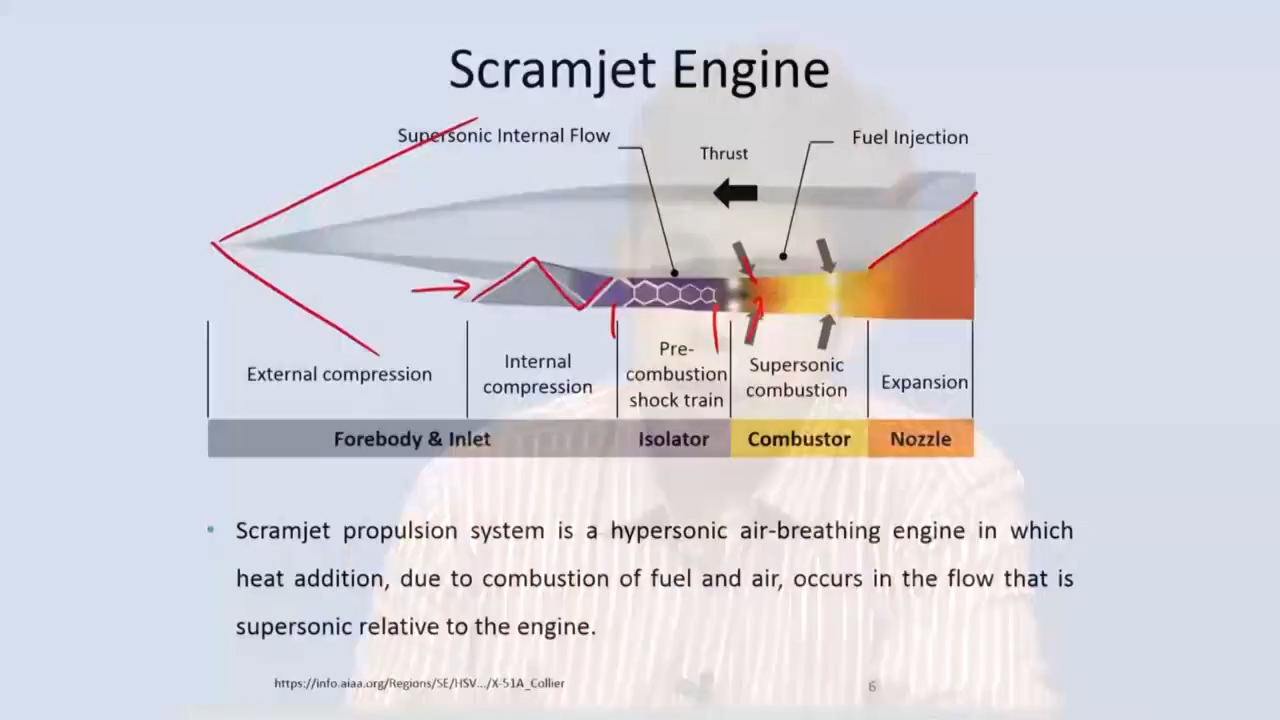 Scramjet Engine
Supersonic Internal Flow
Fuel Injection
Thrust
External compression
Internal
compression
Pre-
combustion
shock train
Supersonic
combustion
Expansion
Forebody & Inlet
Isolator
Combustor
Nozzle
• Scramjet propulsion system is a hypersonic air-breathing engine in which
heat addition, due to combustion of fuel and air, occurs in the flow that is
supersonic relative to the engine.
https://info.aiaa.org/Regions/SE/HSV.../X-51A_Collier
6